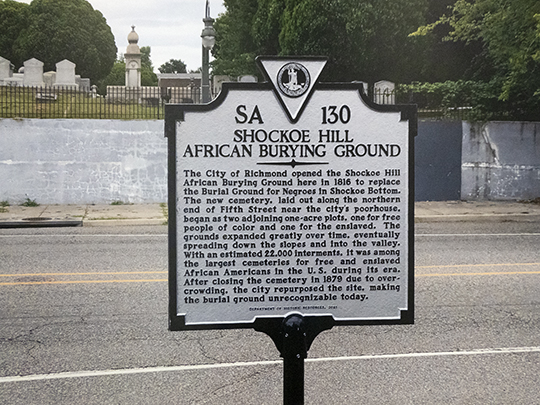 SA 130
SHOCKOE HILL
AFRICAN BURYING GROUND
The City of Richmond opened the Shockoe Hill
African Burying Ground here in 1816 to replace
the Burial Ground for Negroes in Shockoe Bottom.
The new cemetery, laid out along the northern
end of Fifth Street near the city's poorhouse,
began as two adjoining one-acre plots, one for free
people of color and one for the enslaved. The
grounds expanded greatly over time, eventually
spreading down the slopes and into the valley.
With an estimated 22,000 interments, it was among
the largest cemeteries for free and enslaved
African Americans in the U.S. during its era.
After closing the cemetery in 1879 due to over-
crowding, the city repurposed the site, making
the burial ground unrecognizable today.
DEPARTMENT OF HISTORIC RESOURCES, 2021